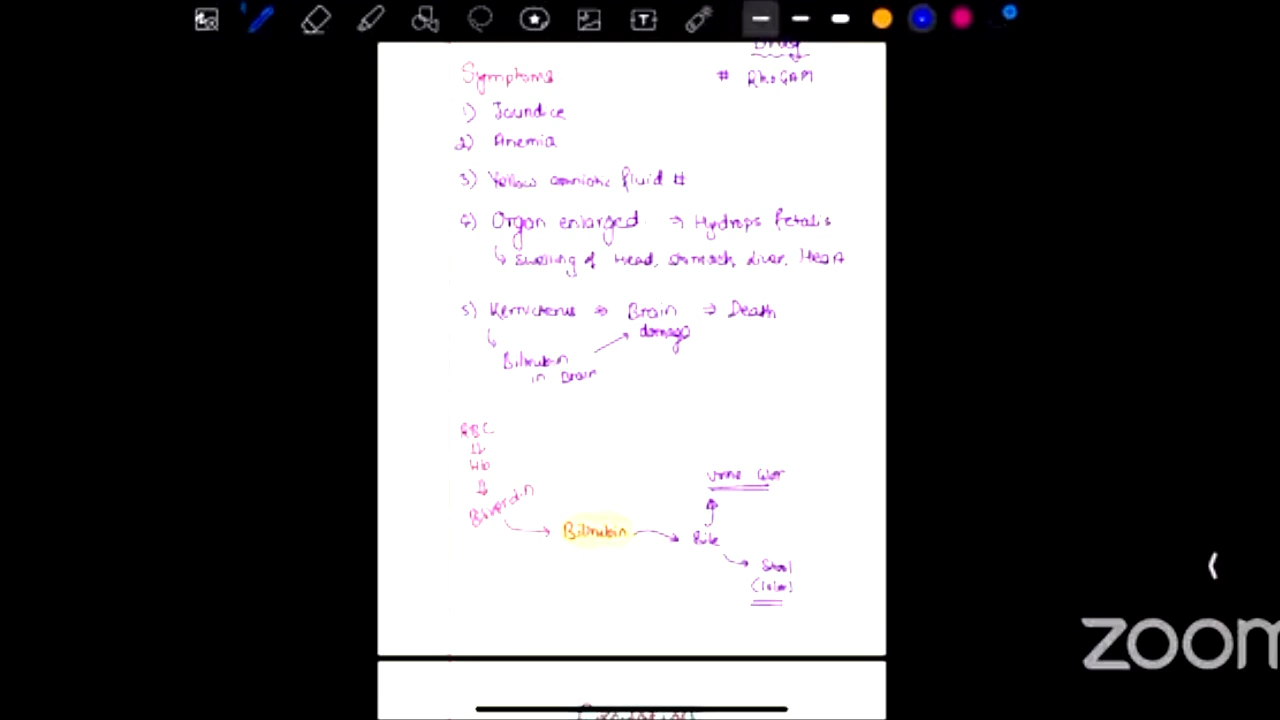 Drug
Symptoms
# RhoGAM
1) Jaundice
2) Anemia
3) Yellow amniotic fluid #
4) Organ enlarged → Hydrops fetalis
↳ swelling of Head, stomach, liver, Heart
5) Kernicterus → Brain damage → Death
↳ Bilirubin in Brain
RBC
↓
Hb
↓
Biliverdin
→ Bilirubin → Bile
Urine color
Stool
(color)
zoom